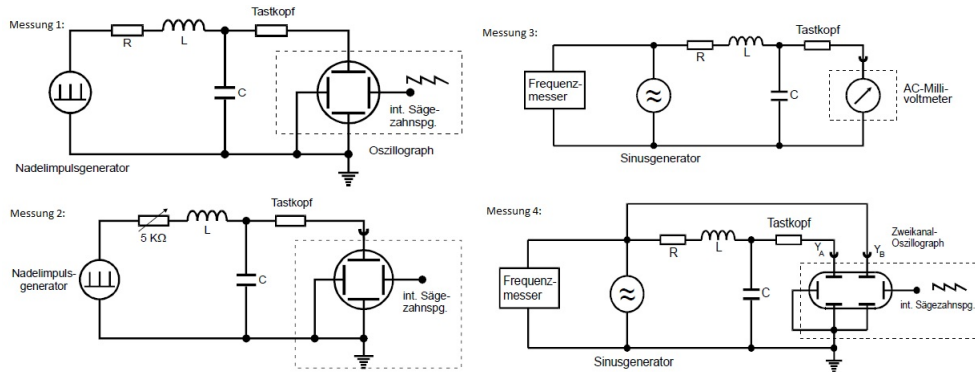 Messung 1:
Tastkopf
R
L
C
int. Säge-
zahnspg.
Nadelimpulsgenerator
Oszillograph
Messung 2:
Tastkopf
5 KΩ
L
C
Nadelimpuls-
generator
int. Säge-
zahnspg.
Messung 3:
Tastkopf
R
L
C
Frequenz-
messer
≈
AC-Milli-
voltmeter
Sinusgenerator
Messung 4:
Tastkopf
Zweikanal-
Oszillograph
R
L
Y_A
Y_B
C
Frequenz-
messer
≈
int. Sägezahnspg.
Sinusgenerator